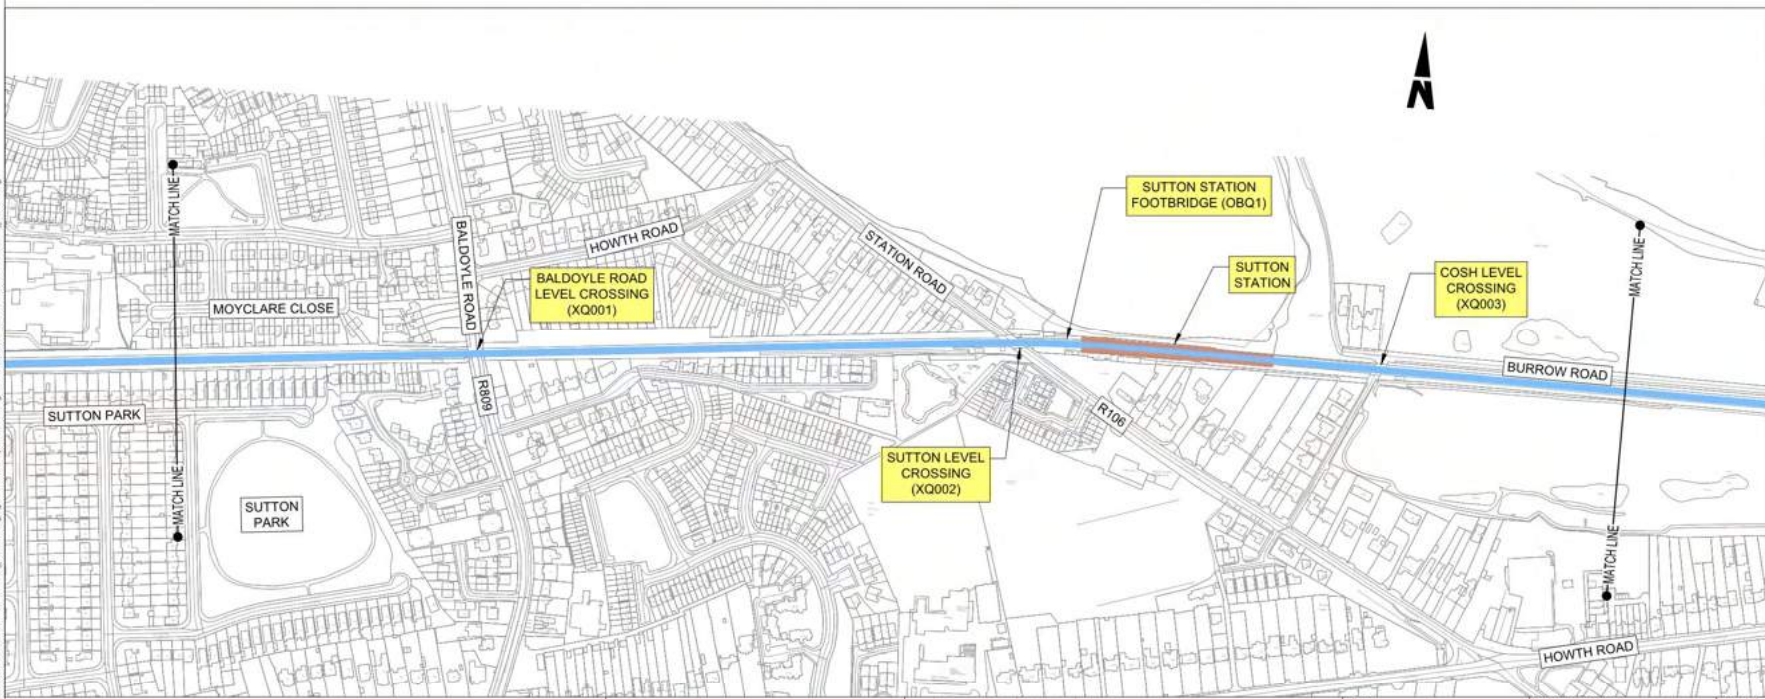 N
MATCH LINE
BALDOYLE ROAD
HOWTH ROAD
STATION ROAD
SUTTON STATION
FOOTBRIDGE (OBQ1)
SUTTON
STATION
COSH LEVEL
CROSSING
(XQ003)
MATCH LINE
BALDOYLE ROAD
LEVEL CROSSING
(XQ001)
MOYCLARE CLOSE
BURROW ROAD
SUTTON PARK
R809
R106
SUTTON LEVEL
CROSSING
(XQ002)
MATCH LINE
SUTTON
PARK
MATCH LINE
HOWTH ROAD